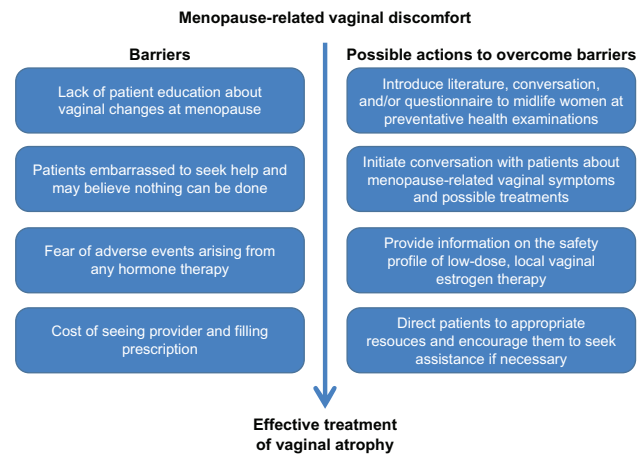 Menopause-related vaginal discomfort
Barriers
Lack of patient education about
vaginal changes at menopause
Patients embarrassed to seek help and
may believe nothing can be done
Fear of adverse events arising from
any hormone therapy
Cost of seeing provider and filling
prescription
Possible actions to overcome barriers
Introduce literature, conversation,
and/or questionnaire to midlife women at
preventative health examinations
Initiate conversation with patients about
menopause-related vaginal symptoms
and possible treatments
Provide information on the safety
profile of low-dose, local vaginal
estrogen therapy
Direct patients to appropriate
resouces and encourage them to seek
assistance if necessary
Effective treatment
of vaginal atrophy